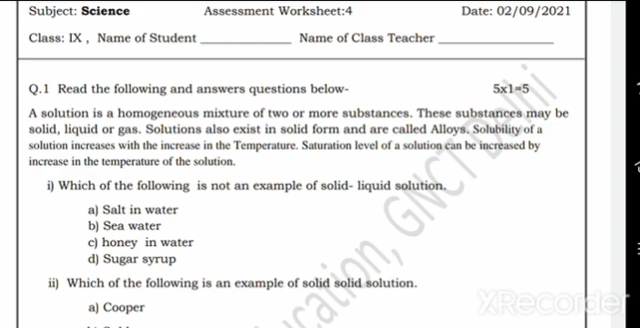 Subject: Science Assessment Worksheet:4 Date: 02/09/2021
Class: IX , Name of Student ____________ Name of Class Teacher _______________
Q.1 Read the following and answers questions below- 5x1=5
A solution is a homogeneous mixture of two or more substances. These substances may be
solid, liquid or gas. Solutions also exist in solid form and are called Alloys. Solubility of a
solution increases with the increase in the Temperature. Saturation level of a solution can be increased by
increase in the temperature of the solution.
i) Which of the following is not an example of solid- liquid solution.
a) Salt in water
b) Sea water
c) honey in water
d) Sugar syrup
ii) Which of the following is an example of solid solid solution.
a) Cooper
cation, GNCT Delhi
XRecorder